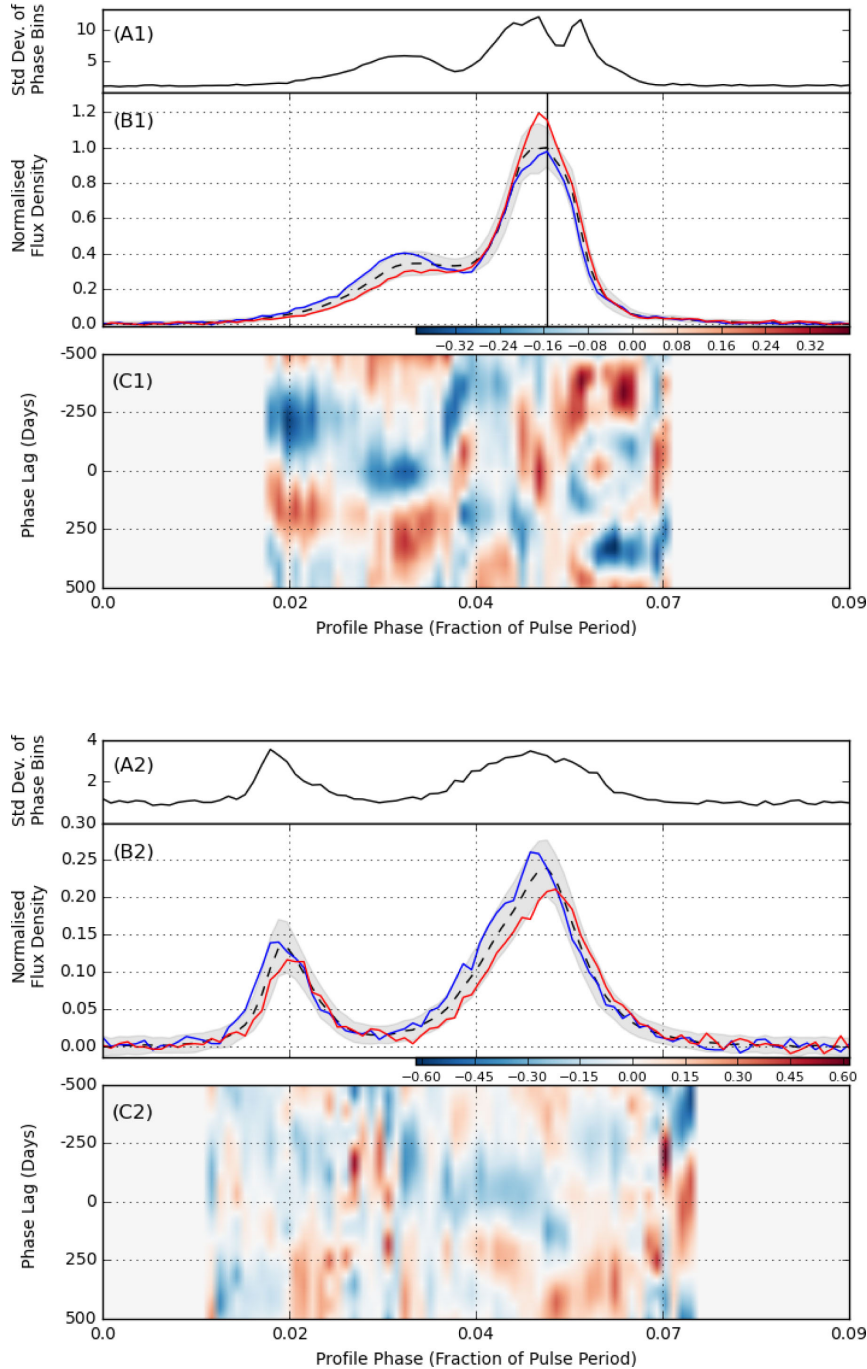 Std Dev. of
Phase Bins
10
5
(A1)
Normalised
Flux Density
1.2
1.0
0.8
0.6
0.4
0.2
0.0
(B1)
−0.32 −0.24 −0.16 −0.08 0.00 0.08 0.16 0.24 0.32
Phase Lag (Days)
-500
-250
0
250
500
(C1)
0.0 0.02 0.04 0.07 0.09
Profile Phase (Fraction of Pulse Period)
Std Dev. of
Phase Bins
4
2
(A2)
Normalised
Flux Density
0.30
0.25
0.20
0.15
0.10
0.05
0.00
(B2)
−0.60 −0.45 −0.30 −0.15 0.00 0.15 0.30 0.45 0.60
Phase Lag (Days)
-500
-250
0
250
500
(C2)
0.0 0.02 0.04 0.07 0.09
Profile Phase (Fraction of Pulse Period)